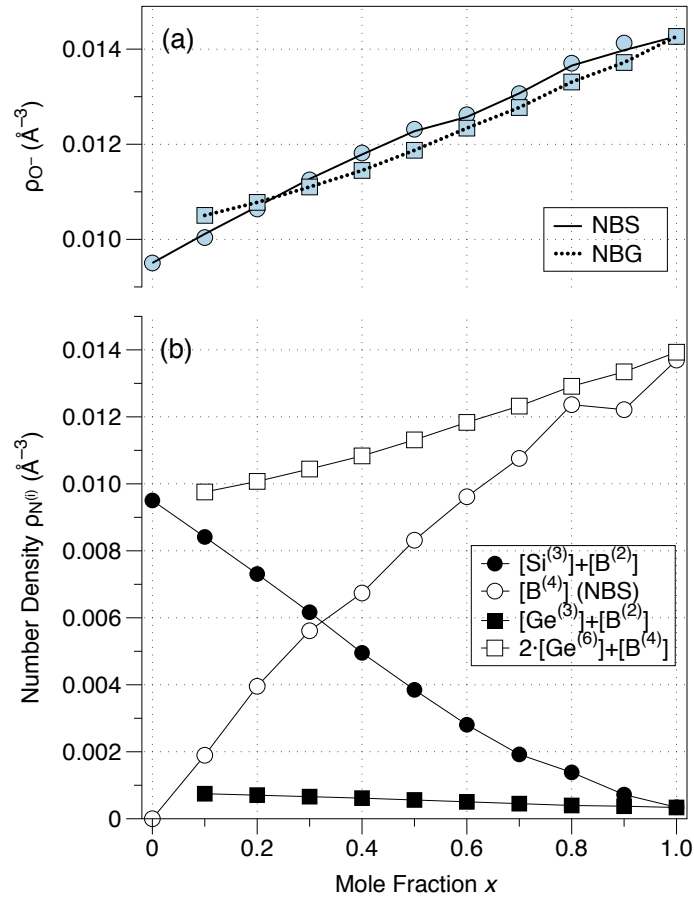 (a)
0.014
0.012
0.010
ρO⁻ (Å⁻³)
NBS
NBG
(b)
0.014
0.012
0.010
0.008
0.006
0.004
0.002
0
Number Density ρN⁽ⁱ⁾ (Å⁻³)
[Si⁽³⁾]+[B⁽²⁾]
[B⁽⁴⁾] (NBS)
[Ge⁽³⁾]+[B⁽²⁾]
2·[Ge⁽⁶⁾]+[B⁽⁴⁾]
0 0.2 0.4 0.6 0.8 1.0
Mole Fraction x